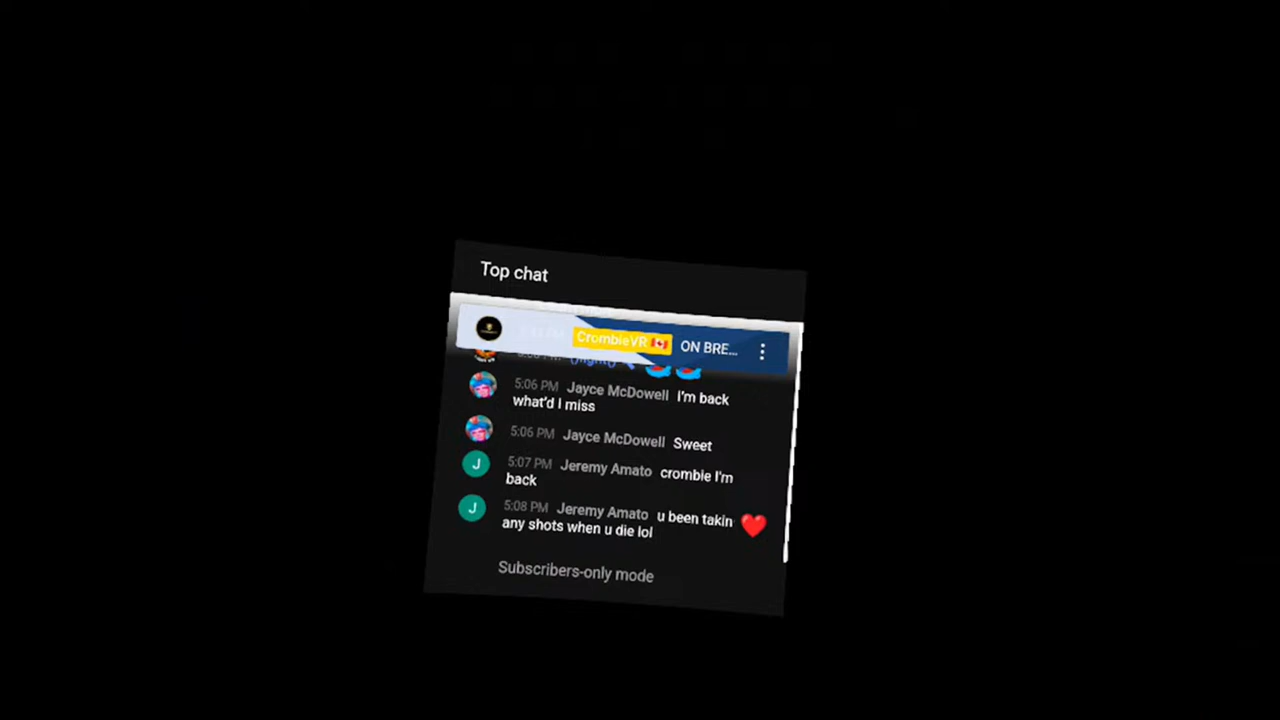 Top chat
CrombieVR 🇨🇦 ON BRE...
5:06 PM Jayce McDowell I'm back
what'd I miss
5:06 PM Jayce McDowell Sweet
J 5:07 PM Jeremy Amato crombie I'm
back
J 5:08 PM Jeremy Amato u been takin
any shots when u die lol
Subscribers-only mode